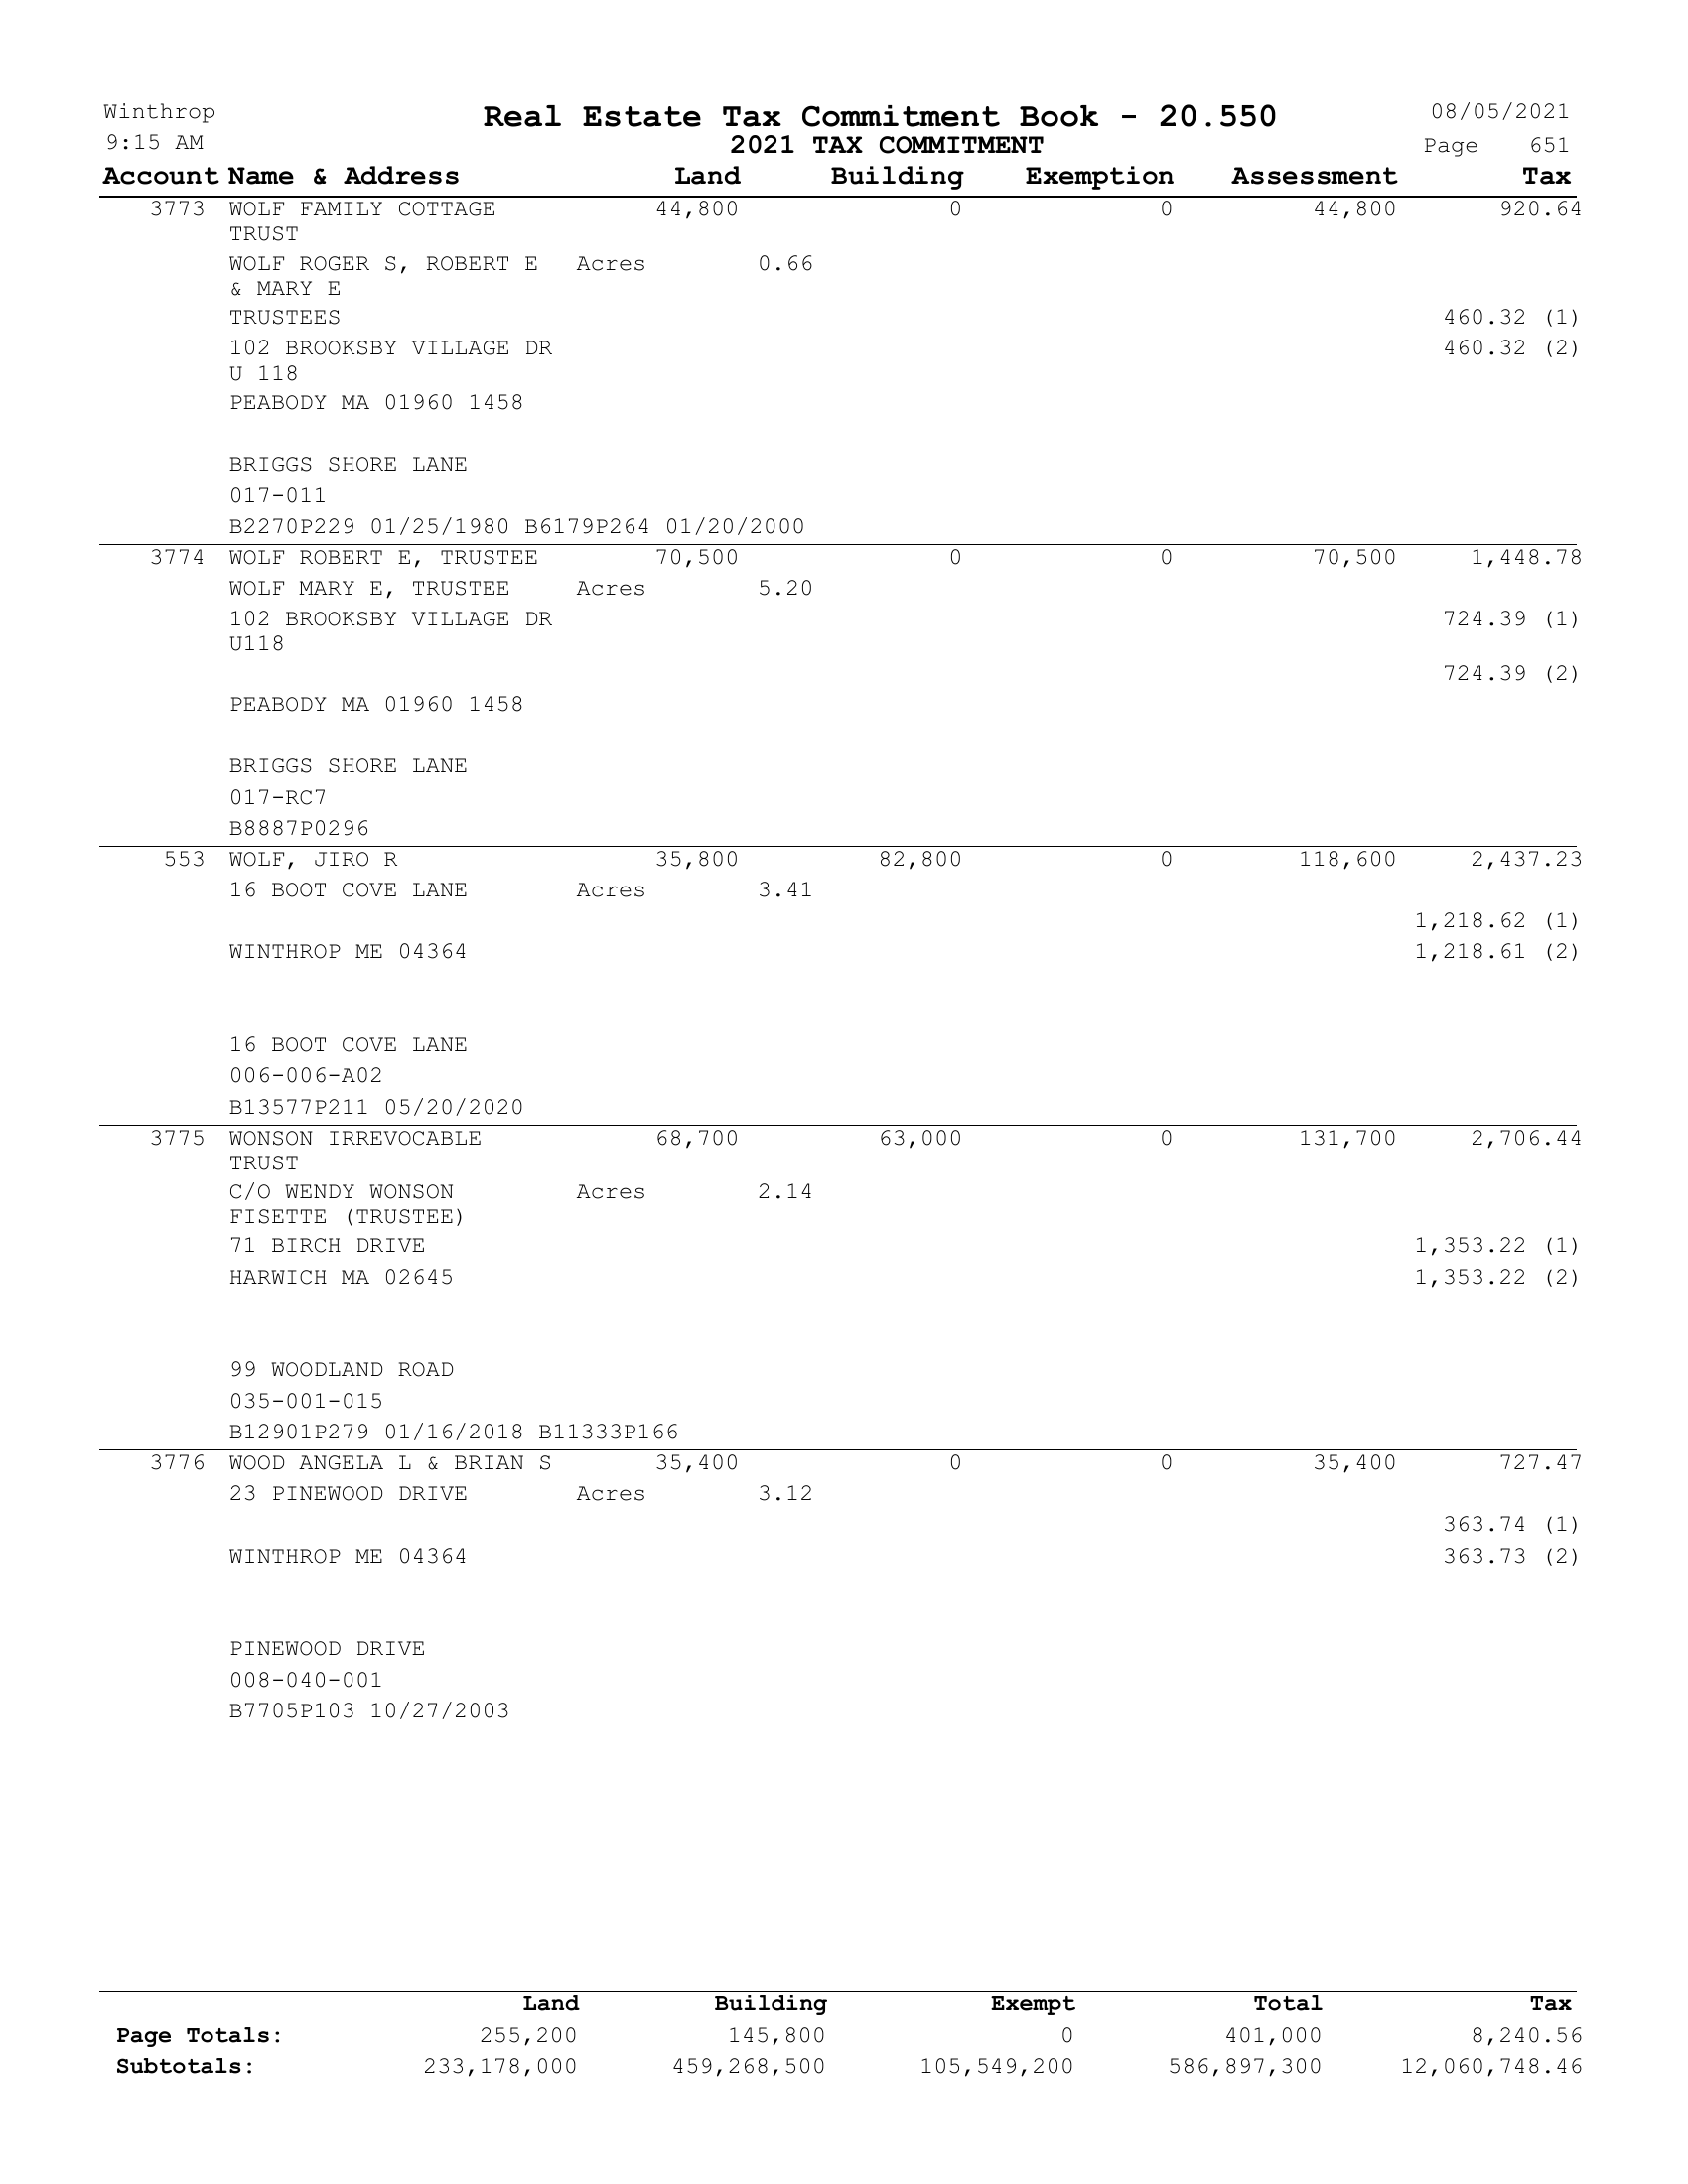 Winthrop Real Estate Tax Commitment Book - 20.550 08/05/2021
9:15 AM 2021 TAX COMMITMENT Page 651
Account Name & Address Land Building Exemption Assessment Tax
3773 WOLF FAMILY COTTAGE 44,800 0 0 44,800 920.64
TRUST
WOLF ROGER S, ROBERT E Acres 0.66
& MARY E
TRUSTEES 460.32 (1)
102 BROOKSBY VILLAGE DR 460.32 (2)
U 118
PEABODY MA 01960 1458
BRIGGS SHORE LANE
017-011
B2270P229 01/25/1980 B6179P264 01/20/2000
3774 WOLF ROBERT E, TRUSTEE 70,500 0 0 70,500 1,448.78
WOLF MARY E, TRUSTEE Acres 5.20
102 BROOKSBY VILLAGE DR 724.39 (1)
U118
724.39 (2)
PEABODY MA 01960 1458
BRIGGS SHORE LANE
017-RC7
B8887P0296
553 WOLF, JIRO R 35,800 82,800 0 118,600 2,437.23
16 BOOT COVE LANE Acres 3.41
1,218.62 (1)
WINTHROP ME 04364 1,218.61 (2)
16 BOOT COVE LANE
006-006-A02
B13577P211 05/20/2020
3775 WONSON IRREVOCABLE 68,700 63,000 0 131,700 2,706.44
TRUST
C/O WENDY WONSON Acres 2.14
FISETTE (TRUSTEE)
71 BIRCH DRIVE 1,353.22 (1)
HARWICH MA 02645 1,353.22 (2)
99 WOODLAND ROAD
035-001-015
B12901P279 01/16/2018 B11333P166
3776 WOOD ANGELA L & BRIAN S 35,400 0 0 35,400 727.47
23 PINEWOOD DRIVE Acres 3.12
363.74 (1)
WINTHROP ME 04364 363.73 (2)
PINEWOOD DRIVE
008-040-001
B7705P103 10/27/2003
Land Building Exempt Total Tax
Page Totals: 255,200 145,800 0 401,000 8,240.56
Subtotals: 233,178,000 459,268,500 105,549,200 586,897,300 12,060,748.46